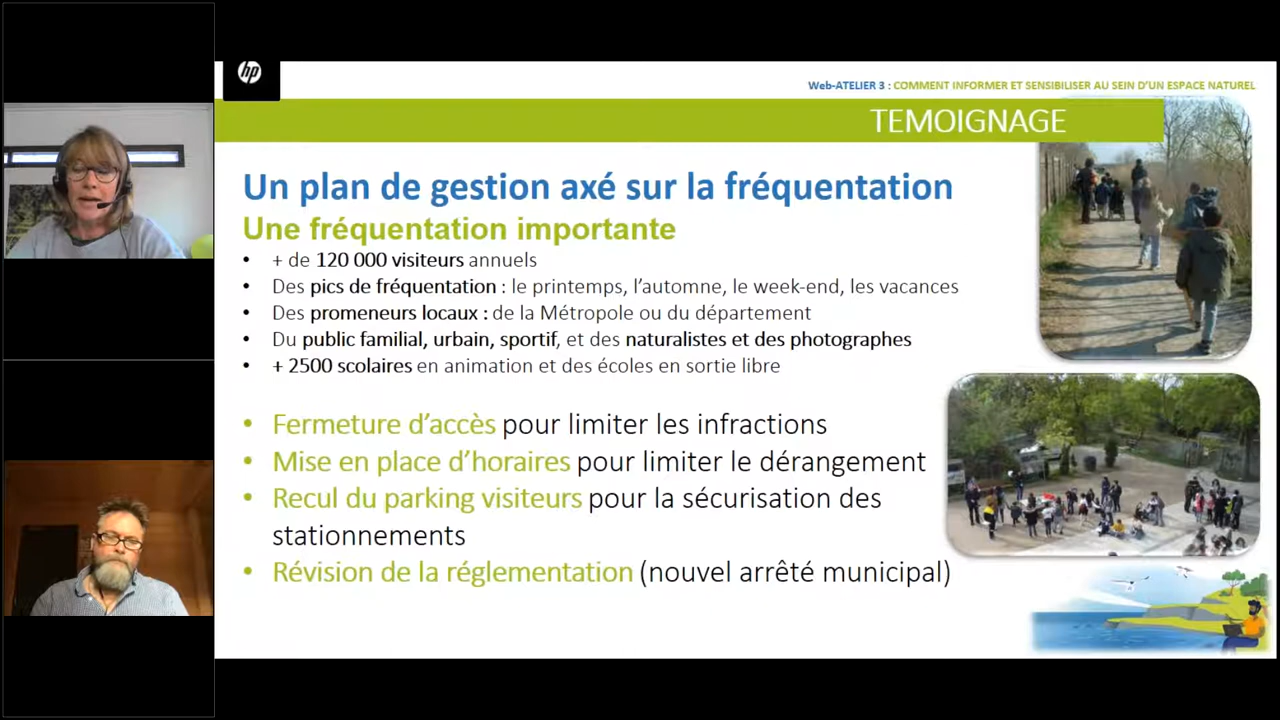 hp
Web-ATELIER 3 : COMMENT INFORMER ET SENSIBILISER AU SEIN D'UN ESPACE NATUREL
TEMOIGNAGE
Un plan de gestion axé sur la fréquentation
Une fréquentation importante
• + de 120 000 visiteurs annuels
• Des pics de fréquentation : le printemps, l'automne, le week-end, les vacances
• Des promeneurs locaux : de la Métropole ou du département
• Du public familial, urbain, sportif, et des naturalistes et des photographes
• + 2500 scolaires en animation et des écoles en sortie libre
• Fermeture d'accès pour limiter les infractions
• Mise en place d'horaires pour limiter le dérangement
• Recul du parking visiteurs pour la sécurisation des
stationnements
• Révision de la réglementation (nouvel arrêté municipal)